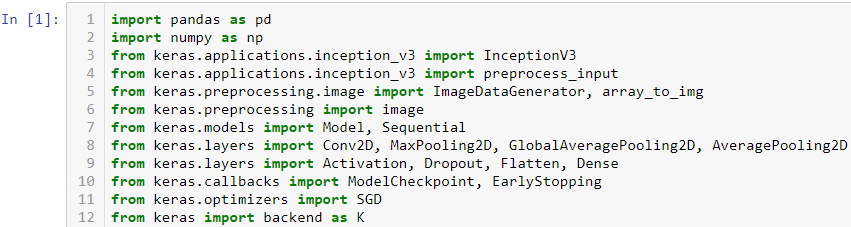 In [1]:
1 import pandas as pd
2 import numpy as np
3 from keras.applications.inception_v3 import InceptionV3
4 from keras.applications.inception_v3 import preprocess_input
5 from keras.preprocessing.image import ImageDataGenerator, array_to_img
6 from keras.preprocessing import image
7 from keras.models import Model, Sequential
8 from keras.layers import Conv2D, MaxPooling2D, GlobalAveragePooling2D, AveragePooling2D
9 from keras.layers import Activation, Dropout, Flatten, Dense
10 from keras.callbacks import ModelCheckpoint, EarlyStopping
11 from keras.optimizers import SGD
12 from keras import backend as K